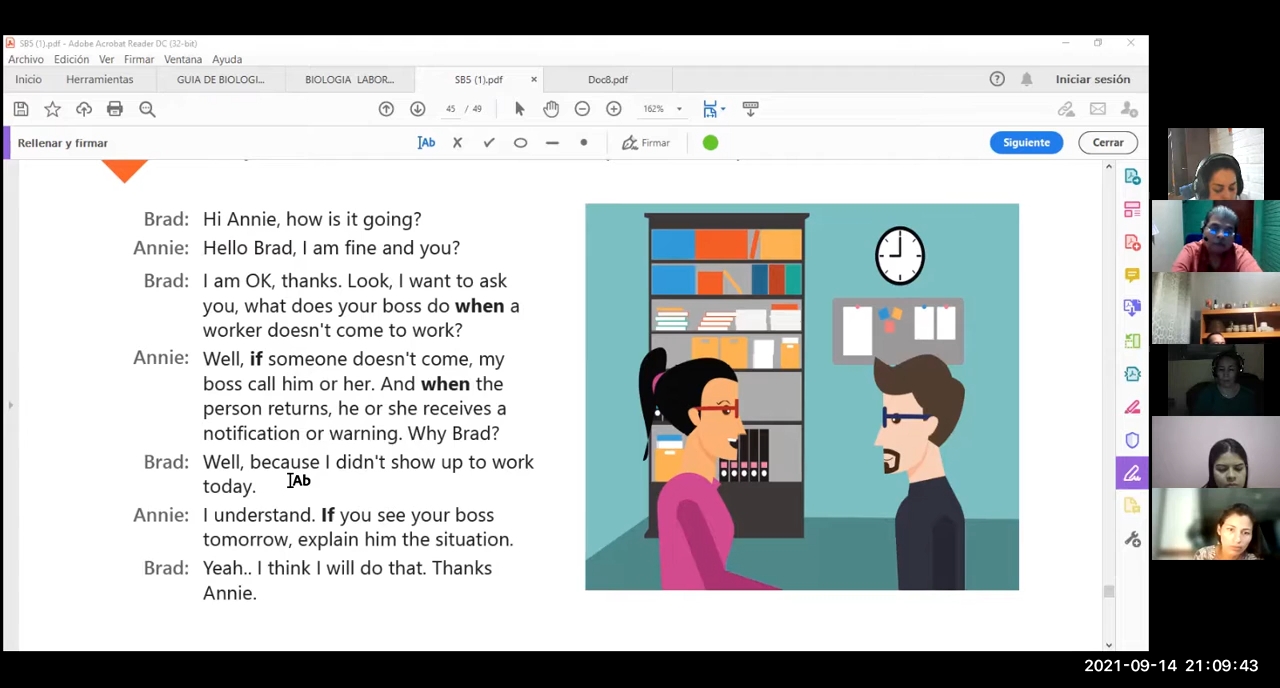 SB5 (1).pdf - Adobe Acrobat Reader DC (32-bit)
Archivo Edición Ver Firmar Ventana Ayuda
Inicio Herramientas GUIA DE BIOLOGI... BIOLOGIA LABOR... SB5 (1).pdf × Doc8.pdf Iniciar sesión
45 / 49 162%
Rellenar y firmar Ab Firmar Siguiente Cerrar
Brad: Hi Annie, how is it going?
Annie: Hello Brad, I am fine and you?
Brad: I am OK, thanks. Look, I want to ask
you, what does your boss do when a
worker doesn't come to work?
Annie: Well, if someone doesn't come, my
boss call him or her. And when the
person returns, he or she receives a
notification or warning. Why Brad?
Brad: Well, because I didn't show up to work
today. Ab
Annie: I understand. If you see your boss
tomorrow, explain him the situation.
Brad: Yeah.. I think I will do that. Thanks
Annie.
2021-09-14 21:09:43